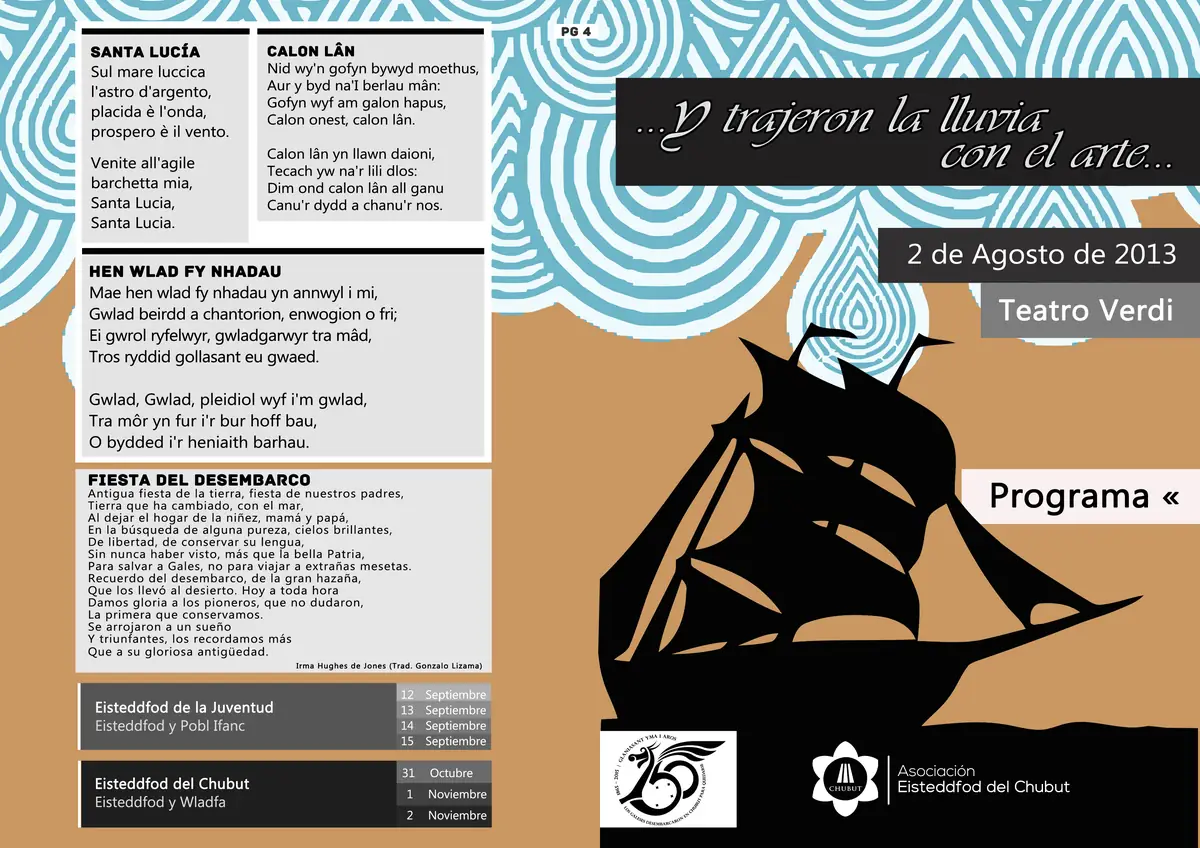 SANTA LUCÍA
Sul mare luccica
l'astro d'argento,
placida è l'onda,
prospero è il vento.
Venite all'agile
barchetta mia,
Santa Lucia,
Santa Lucia.
CALON LÂN
Nid wy'n gofyn bywyd moethus,
Aur y byd na'I berlau mân:
Gofyn wyf am galon hapus,
Calon onest, calon lân.
Calon lân yn llawn daioni,
Tecach yw na'r lili dlos:
Dim ond calon lân all ganu
Canu'r dydd a chanu'r nos.
HEN WLAD FY NHADAU
Mae hen wlad fy nhadau yn annwyl i mi,
Gwlad beirdd a chantorion, enwogion o fri;
Ei gwrol ryfelwyr, gwladgarwyr tra mâd,
Tros ryddid gollasant eu gwaed.
Gwlad, Gwlad, pleidiol wyf i'm gwlad,
Tra môr yn fur i'r bur hoff bau,
O bydded i'r heniaith barhau.
FIESTA DEL DESEMBARCO
Antigua fiesta de la tierra, fiesta de nuestros padres,
Tierra que ha cambiado, con el mar,
Al dejar el hogar de la niñez, mamá y papá,
En la búsqueda de alguna pureza, cielos brillantes,
De libertad, de conservar su lengua,
Sin nunca haber visto, más que la bella Patria,
Para salvar a Gales, no para viajar a extrañas mesetas.
Recuerdo del desembarco, de la gran hazaña,
Que los llevó al desierto. Hoy a toda hora
Damos gloria a los pioneros, que no dudaron,
La primera que conservamos.
Se arrojaron a un sueño
Y triunfantes, los recordamos más
Que a su gloriosa antigüedad.
Irma Hughes de Jones (Trad. Gonzalo Lizama)
Eisteddfod de la Juventud
Eisteddfod y Pobl Ifanc
12 Septiembre
13 Septiembre
14 Septiembre
15 Septiembre
Eisteddfod del Chubut
Eisteddfod y Wladfa
31 Octubre
1 Noviembre
2 Noviembre
PG 4
...Y trajeron la lluvia
con el arte...
2 de Agosto de 2013
Teatro Verdi
Programa «
GLANIASANT YMA I AROS
1865 - 2015
150
LOS GALESES DESEMBARCARON EN CHUBUT PARA QUEDARSE
CHUBUT
Asociación
Eisteddfod del Chubut